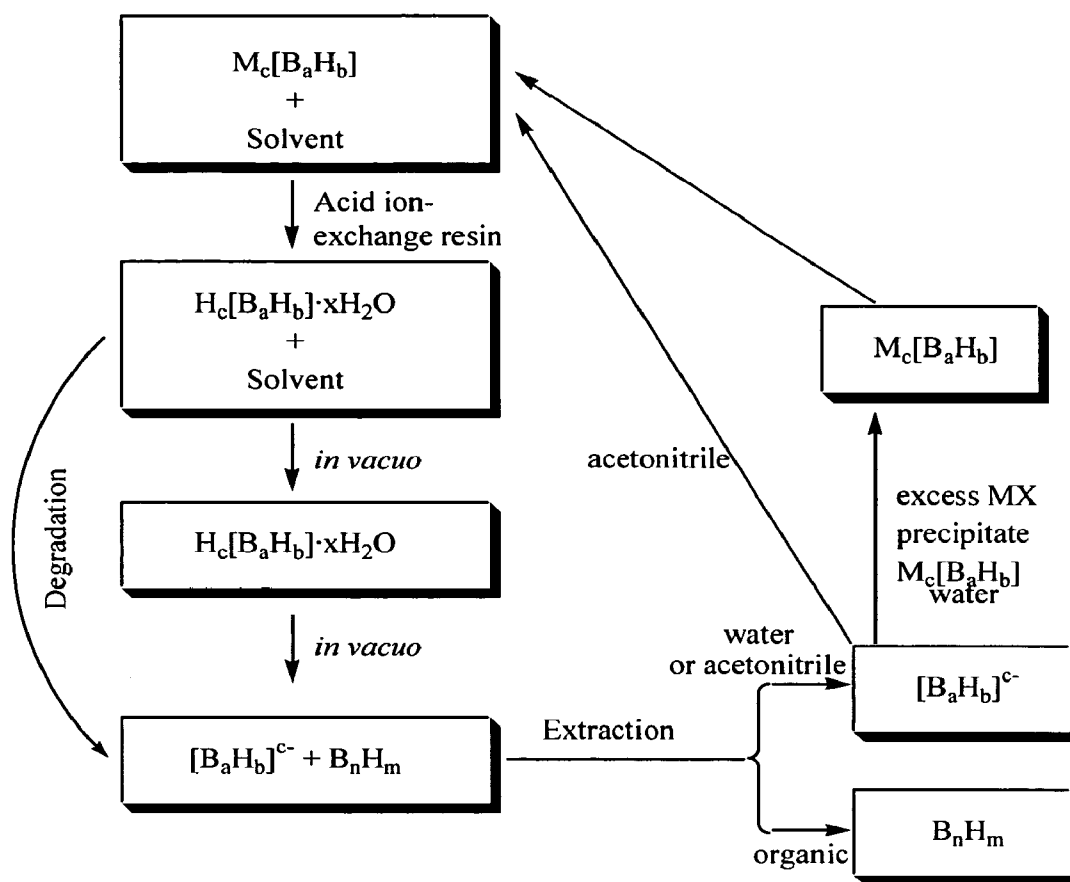 Mc[BaHb]
+
Solvent
Acid ion-
exchange resin
Hc[BaHb]·xH2O
+
Solvent
in vacuo
Hc[BaHb]·xH2O
in vacuo
Degradation
[BaHb]c- + BnHm
Extraction
water
or acetonitrile
organic
[BaHb]c-
BnHm
acetonitrile
excess MX
precipitate
Mc[BaHb]
water
Mc[BaHb]